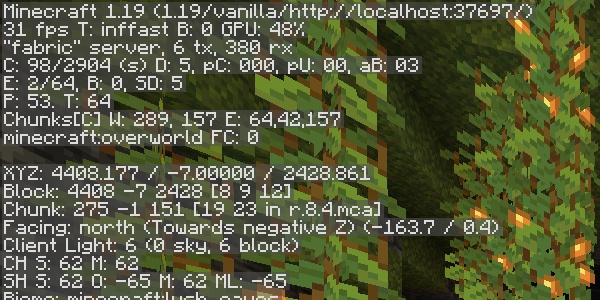 Minecraft 1.19 (1.19/vanilla/http://localhost:37697/)
31 fps T: inffast B: 0 GPU: 48%
"fabric" server, 6 tx, 380 rx
C: 98/2904 (s) D: 5, pC: 000, pU: 00, aB: 03
E: 2/64, B: 0, SD: 5
P: 53. T: 64
Chunks[C] W: 289, 157 E: 64,42,157
minecraft:overworld FC: 0
XYZ: 4408.177 / -7.00000 / 2428.861
Block: 4408 -7 2428 [8 9 12]
Chunk: 275 -1 151 [19 23 in r.8.4.mca]
Facing: north (Towards negative Z) (-163.7 / 0.4)
Client Light: 6 (0 sky, 6 block)
CH S: 62 M: 62
SH S: 62 O: -65 M: 62 ML: -65
Biome: minecraft:lush_caves